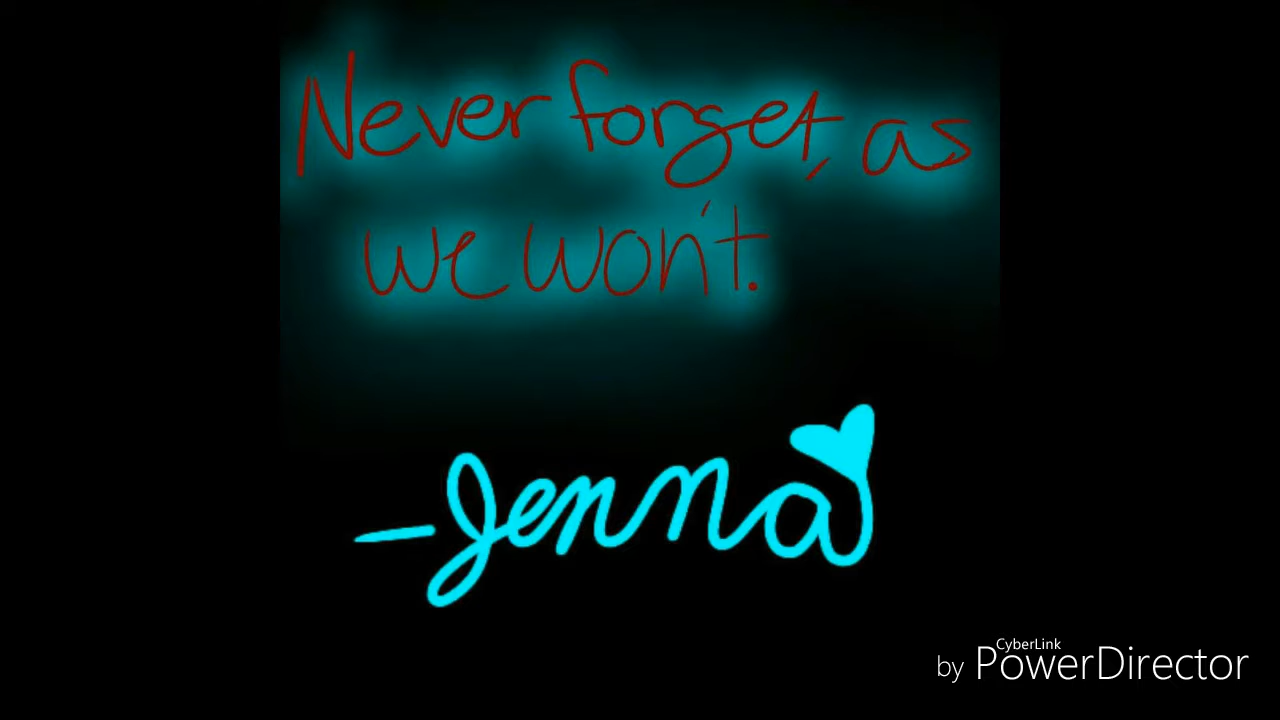 Never forget, as
we won't.
-Jenna
CyberLink
by PowerDirector